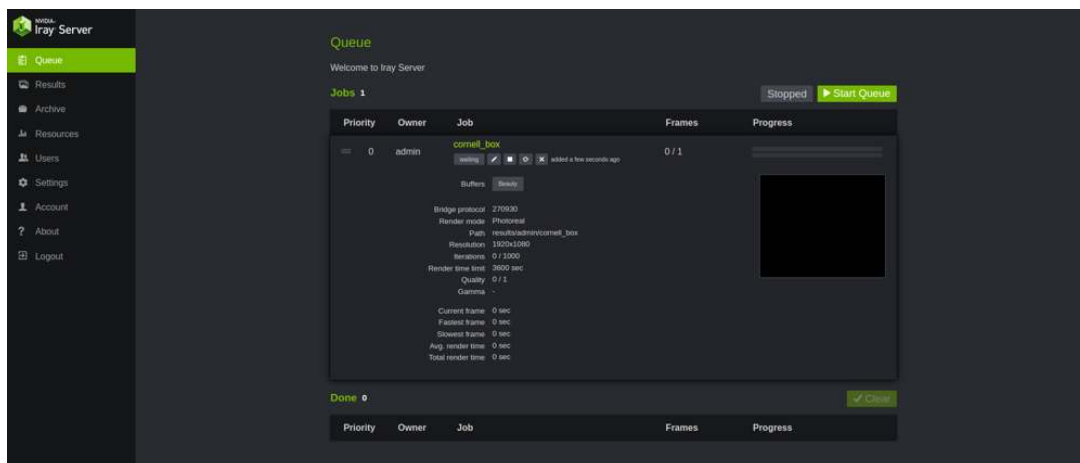 NVIDIA.
Iray Server
Queue
Results
Archive
Resources
Users
Settings
Account
About
Logout
Queue
Welcome to Iray Server
Jobs 1
Stopped Start Queue
Priority Owner Job Frames Progress
0 admin cornell_box 0 / 1
waiting added a few seconds ago
Buffers Beauty
Bridge protocol 270930
Render mode Photoreal
Path results/admin/cornell_box
Resolution 1920x1080
Iterations 0 / 1000
Render time limit 3600 sec
Quality 0 / 1
Gamma -
Current frame 0 sec
Fastest frame 0 sec
Slowest frame 0 sec
Avg. render time 0 sec
Total render time 0 sec
Done 0
Clear
Priority Owner Job Frames Progress